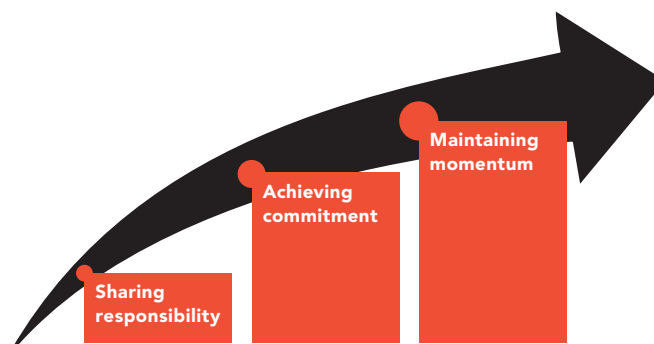 Sharing
responsibility
Achieving
commitment
Maintaining
momentum